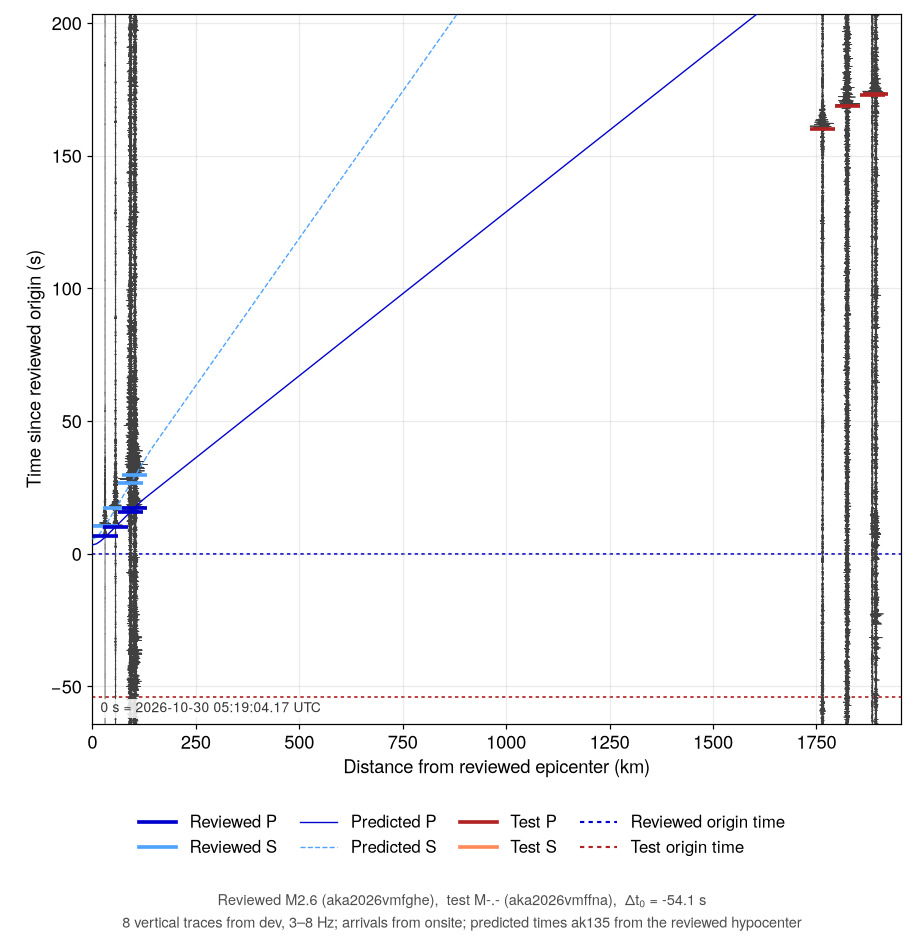 200
150
100
50
0
−50
Time since reviewed origin (s)
0 s = 2026-10-30 05:19:04.17 UTC
0 250 500 750 1000 1250 1500 1750
Distance from reviewed epicenter (km)
Reviewed P Predicted P Test P Reviewed origin time
Reviewed S Predicted S Test S Test origin time
Reviewed M2.6 (aka2026vmfghe), test M-.- (aka2026vmffna), Δt₀ = -54.1 s
8 vertical traces from dev, 3–8 Hz; arrivals from onsite; predicted times ak135 from the reviewed hypocenter